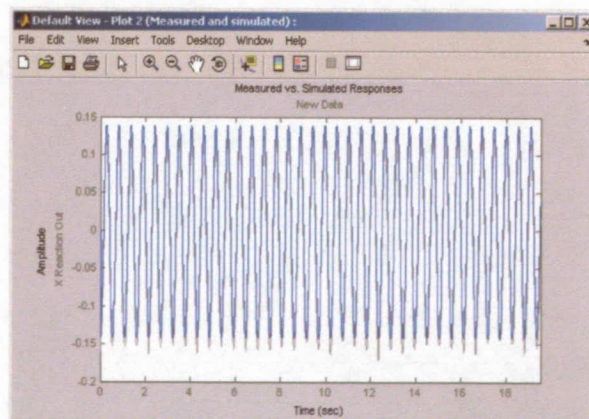 Default View - Plot 2 (Measured and simulated) :
File Edit View Insert Tools Desktop Window Help
Measured vs. Simulated Responses
New Data
0.15
0.1
0.05
0
-0.05
-0.1
-0.15
-0.2
Amplitude
X Reaction Out
0 2 4 6 8 10 12 14 16 18
Time (sec)